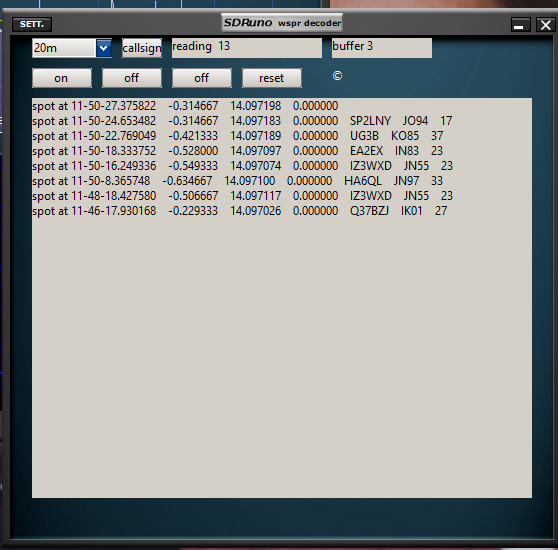 SETT. SDRuno wspr decoder
20m callsign reading 13 buffer 3
on off off reset ©
spot at 11-50-27.375822 -0.314667 14.097198 0.000000
spot at 11-50-24.653482 -0.314667 14.097183 0.000000 SP2LNY JO94 17
spot at 11-50-22.769049 -0.421333 14.097189 0.000000 UG3B KO85 37
spot at 11-50-18.333752 -0.528000 14.097097 0.000000 EA2EX IN83 23
spot at 11-50-16.249336 -0.549333 14.097074 0.000000 IZ3WXD JN55 23
spot at 11-50-8.365748 -0.634667 14.097100 0.000000 HA6QL JN97 33
spot at 11-48-18.427580 -0.506667 14.097117 0.000000 IZ3WXD JN55 23
spot at 11-46-17.930168 -0.229333 14.097026 0.000000 Q37BZJ IK01 27